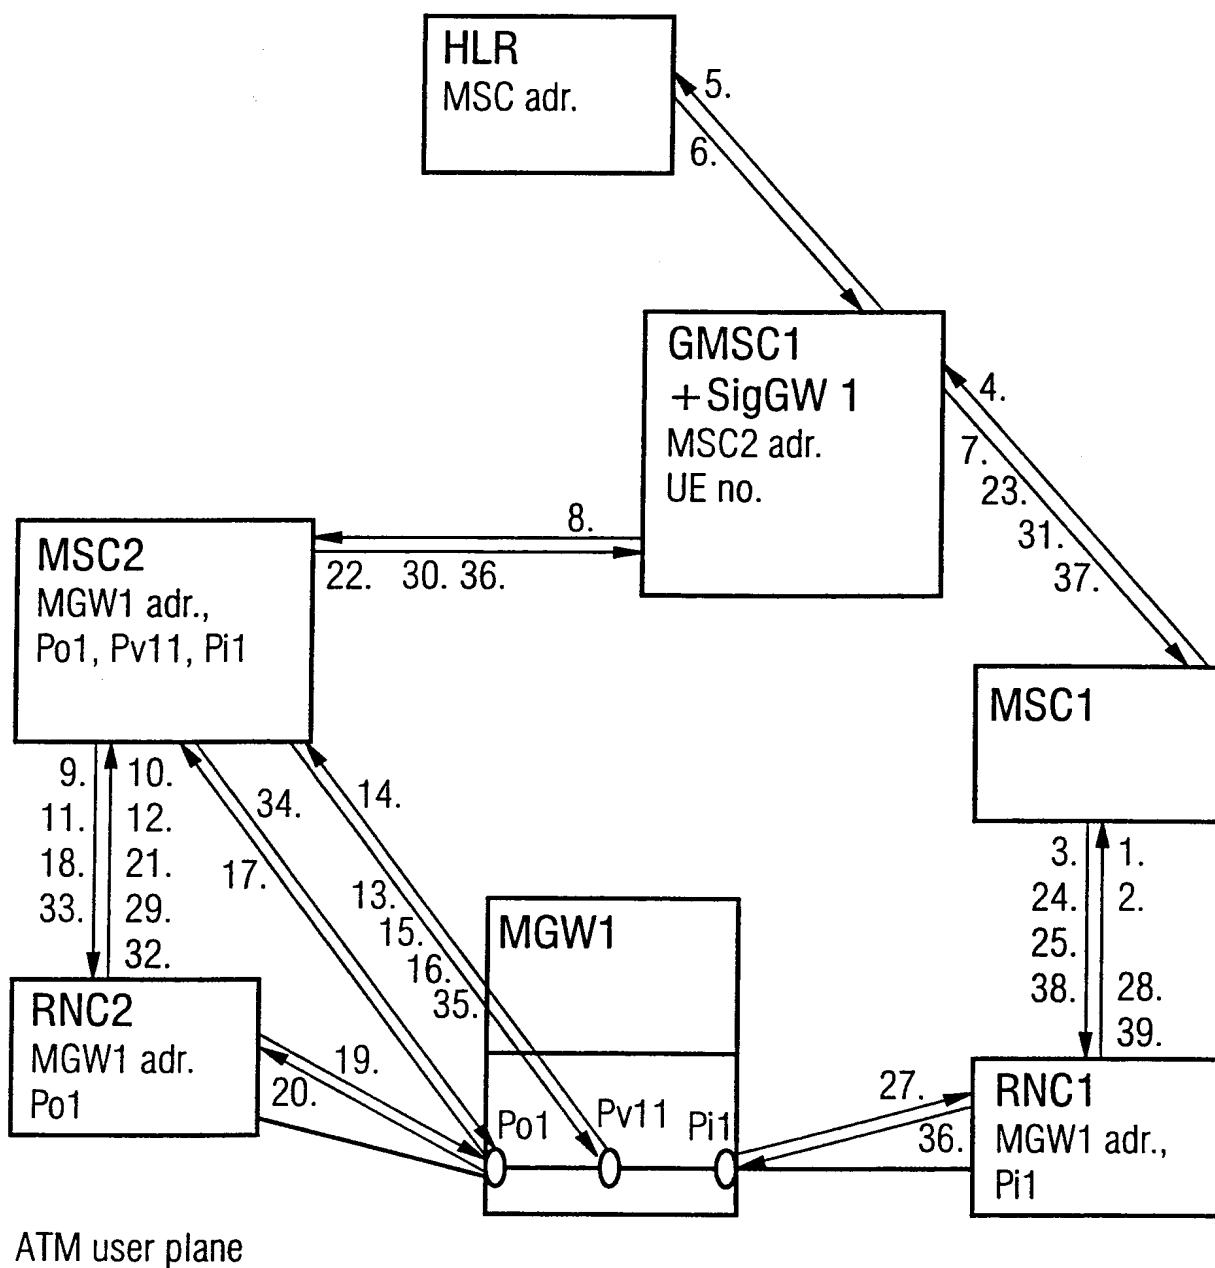 HLR
MSC adr.
5.
6.
GMSC1
+SigGW 1
MSC2 adr.
UE no.
4.
7.
23.
31.
37.
8.
22. 30. 36.
MSC2
MGW1 adr.,
Po1, Pv11, Pi1
MSC1
9. 10.
11. 12.
18. 21.
33. 29.
32.
34.
14.
17.
13.
15.
16.
35.
3. 1.
24. 2.
25.
38. 28.
39.
MGW1
Po1 Pv11 Pi1
RNC2
MGW1 adr.
Po1
19.
20.
27.
36.
RNC1
MGW1 adr.,
Pi1
ATM user plane